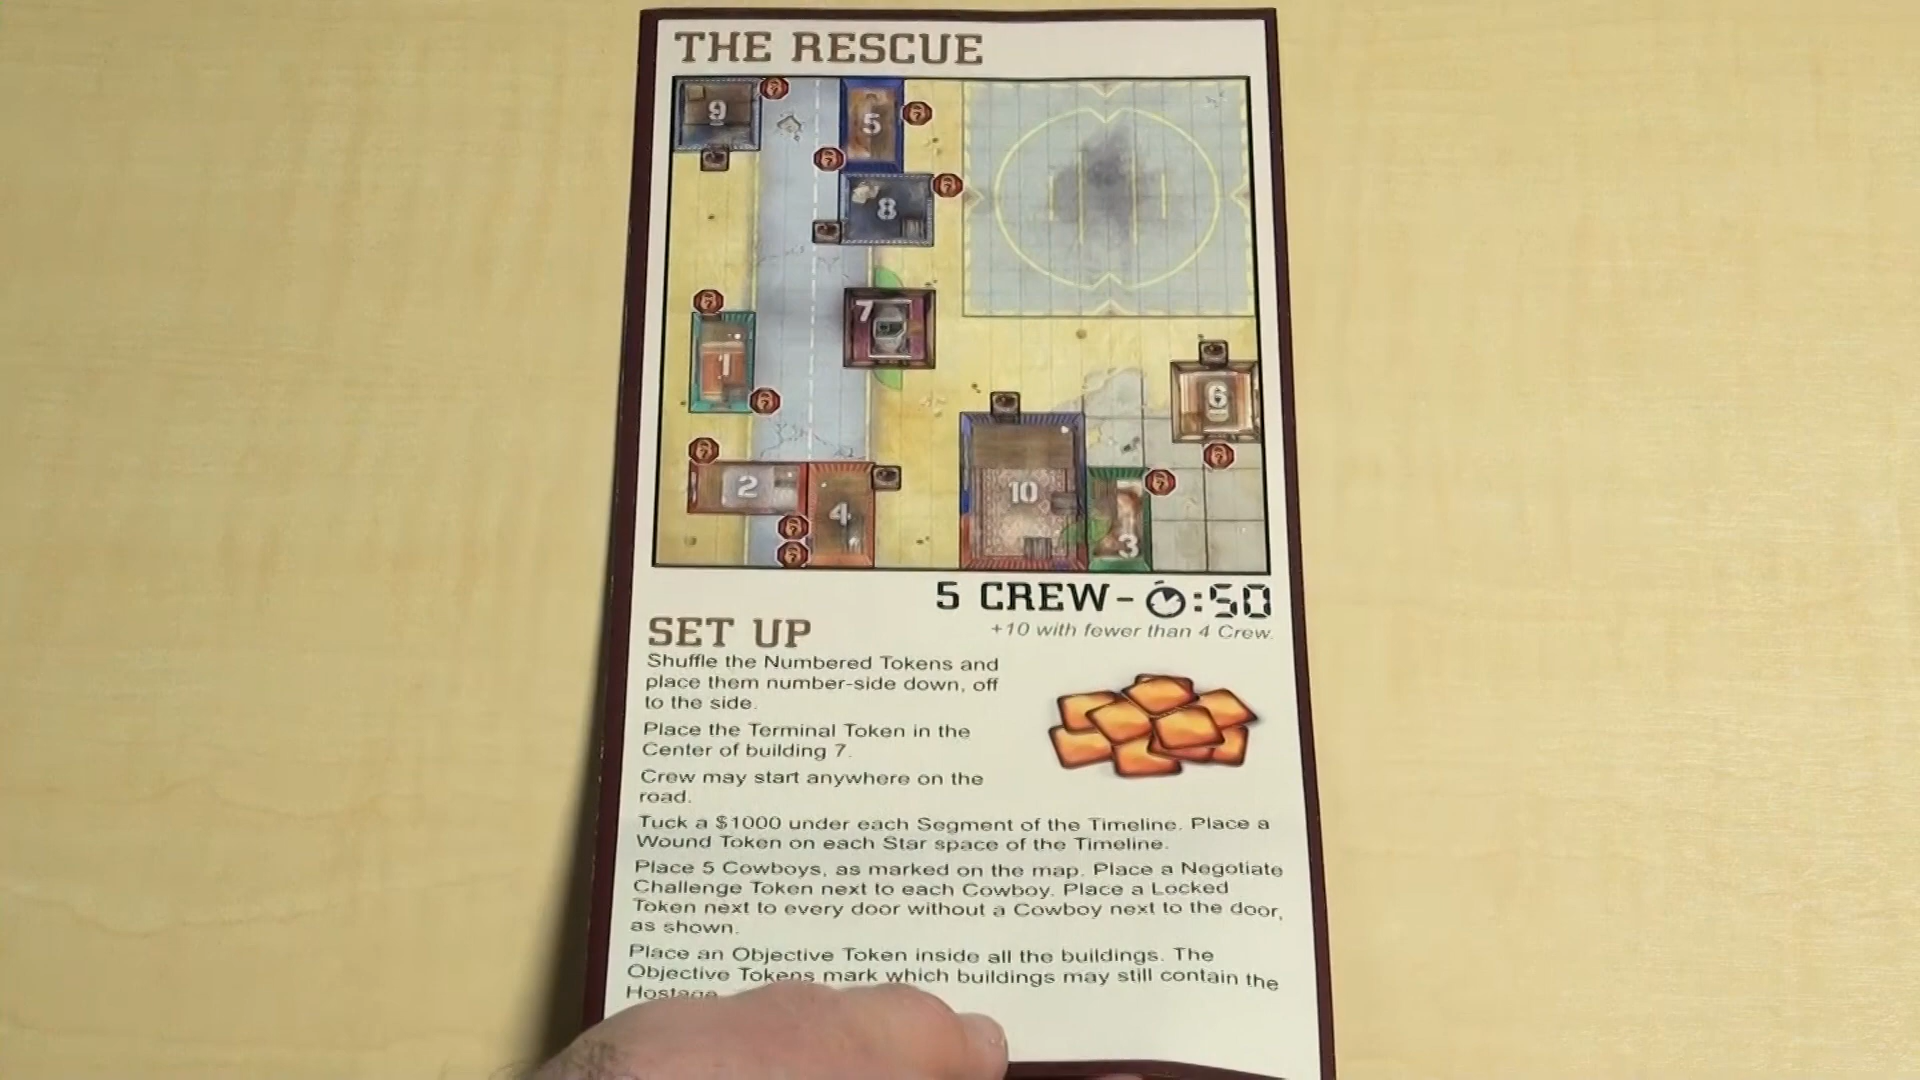 THE RESCUE
9
5
8
7
1
6
2
4
10
3
5 CREW - :50
+10 with fewer than 4 Crew.
SET UP
Shuffle the Numbered Tokens and
place them number-side down, off
to the side.
Place the Terminal Token in the
Center of building 7.
Crew may start anywhere on the
road.
Tuck a $1000 under each Segment of the Timeline. Place a
Wound Token on each Star space of the Timeline.
Place 5 Cowboys, as marked on the map. Place a Negotiate
Challenge Token next to each Cowboy. Place a Locked
Token next to every door without a Cowboy next to the door,
as shown.
Place an Objective Token inside all the buildings. The
Objective Tokens mark which buildings may still contain the
Hostage